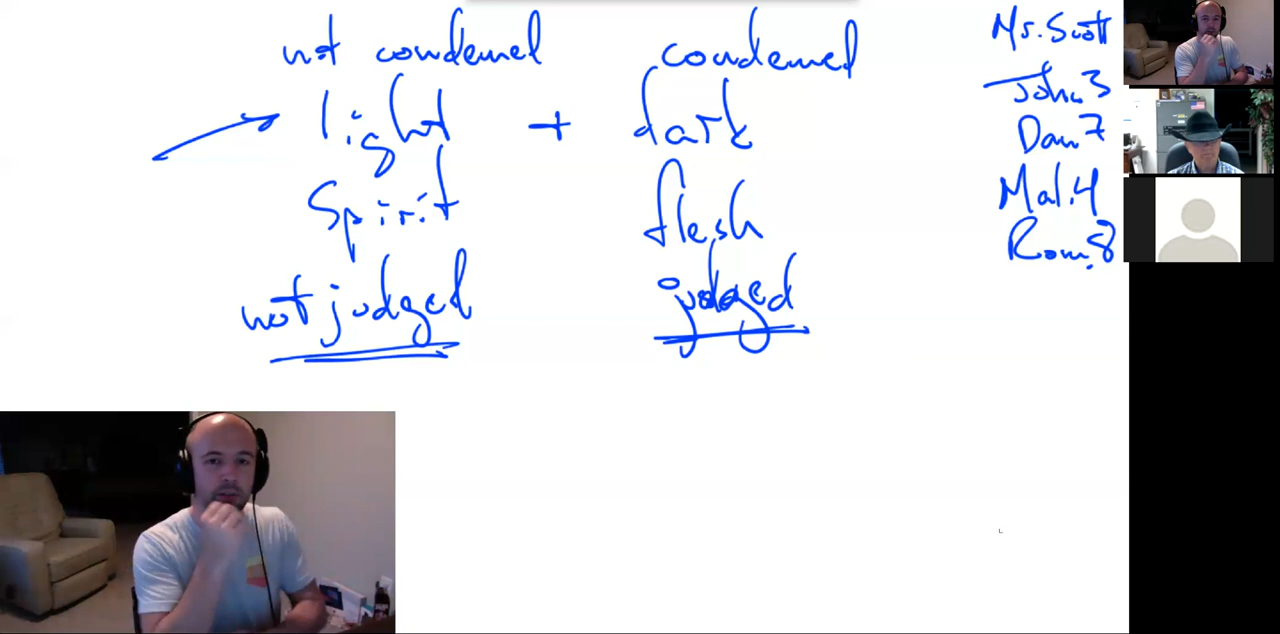 not condemed
condemed
light + dark
Spirit
flesh
not judged
judged
Mr. Scott
John 3
Dan 7
Mal. 4
Rom. 8